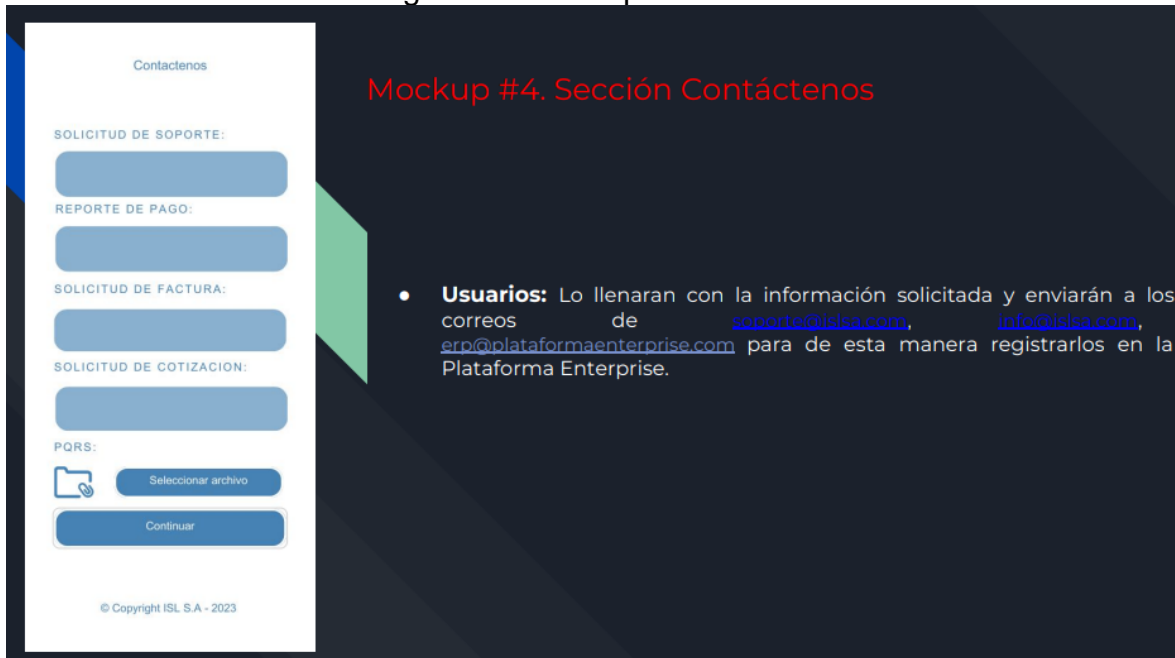 Contactenos
SOLICITUD DE SOPORTE:
REPORTE DE PAGO:
SOLICITUD DE FACTURA:
SOLICITUD DE COTIZACION:
PQRS:
Seleccionar archivo
Continuar
© Copyright ISL S.A - 2023
Mockup #4. Sección Contáctenos
● Usuarios: Lo llenaran con la información solicitada y enviarán a los
correos de soporte@islsa.com, info@islsa.com,
erp@plataformaenterprise.com para de esta manera registrarlos en la
Plataforma Enterprise.